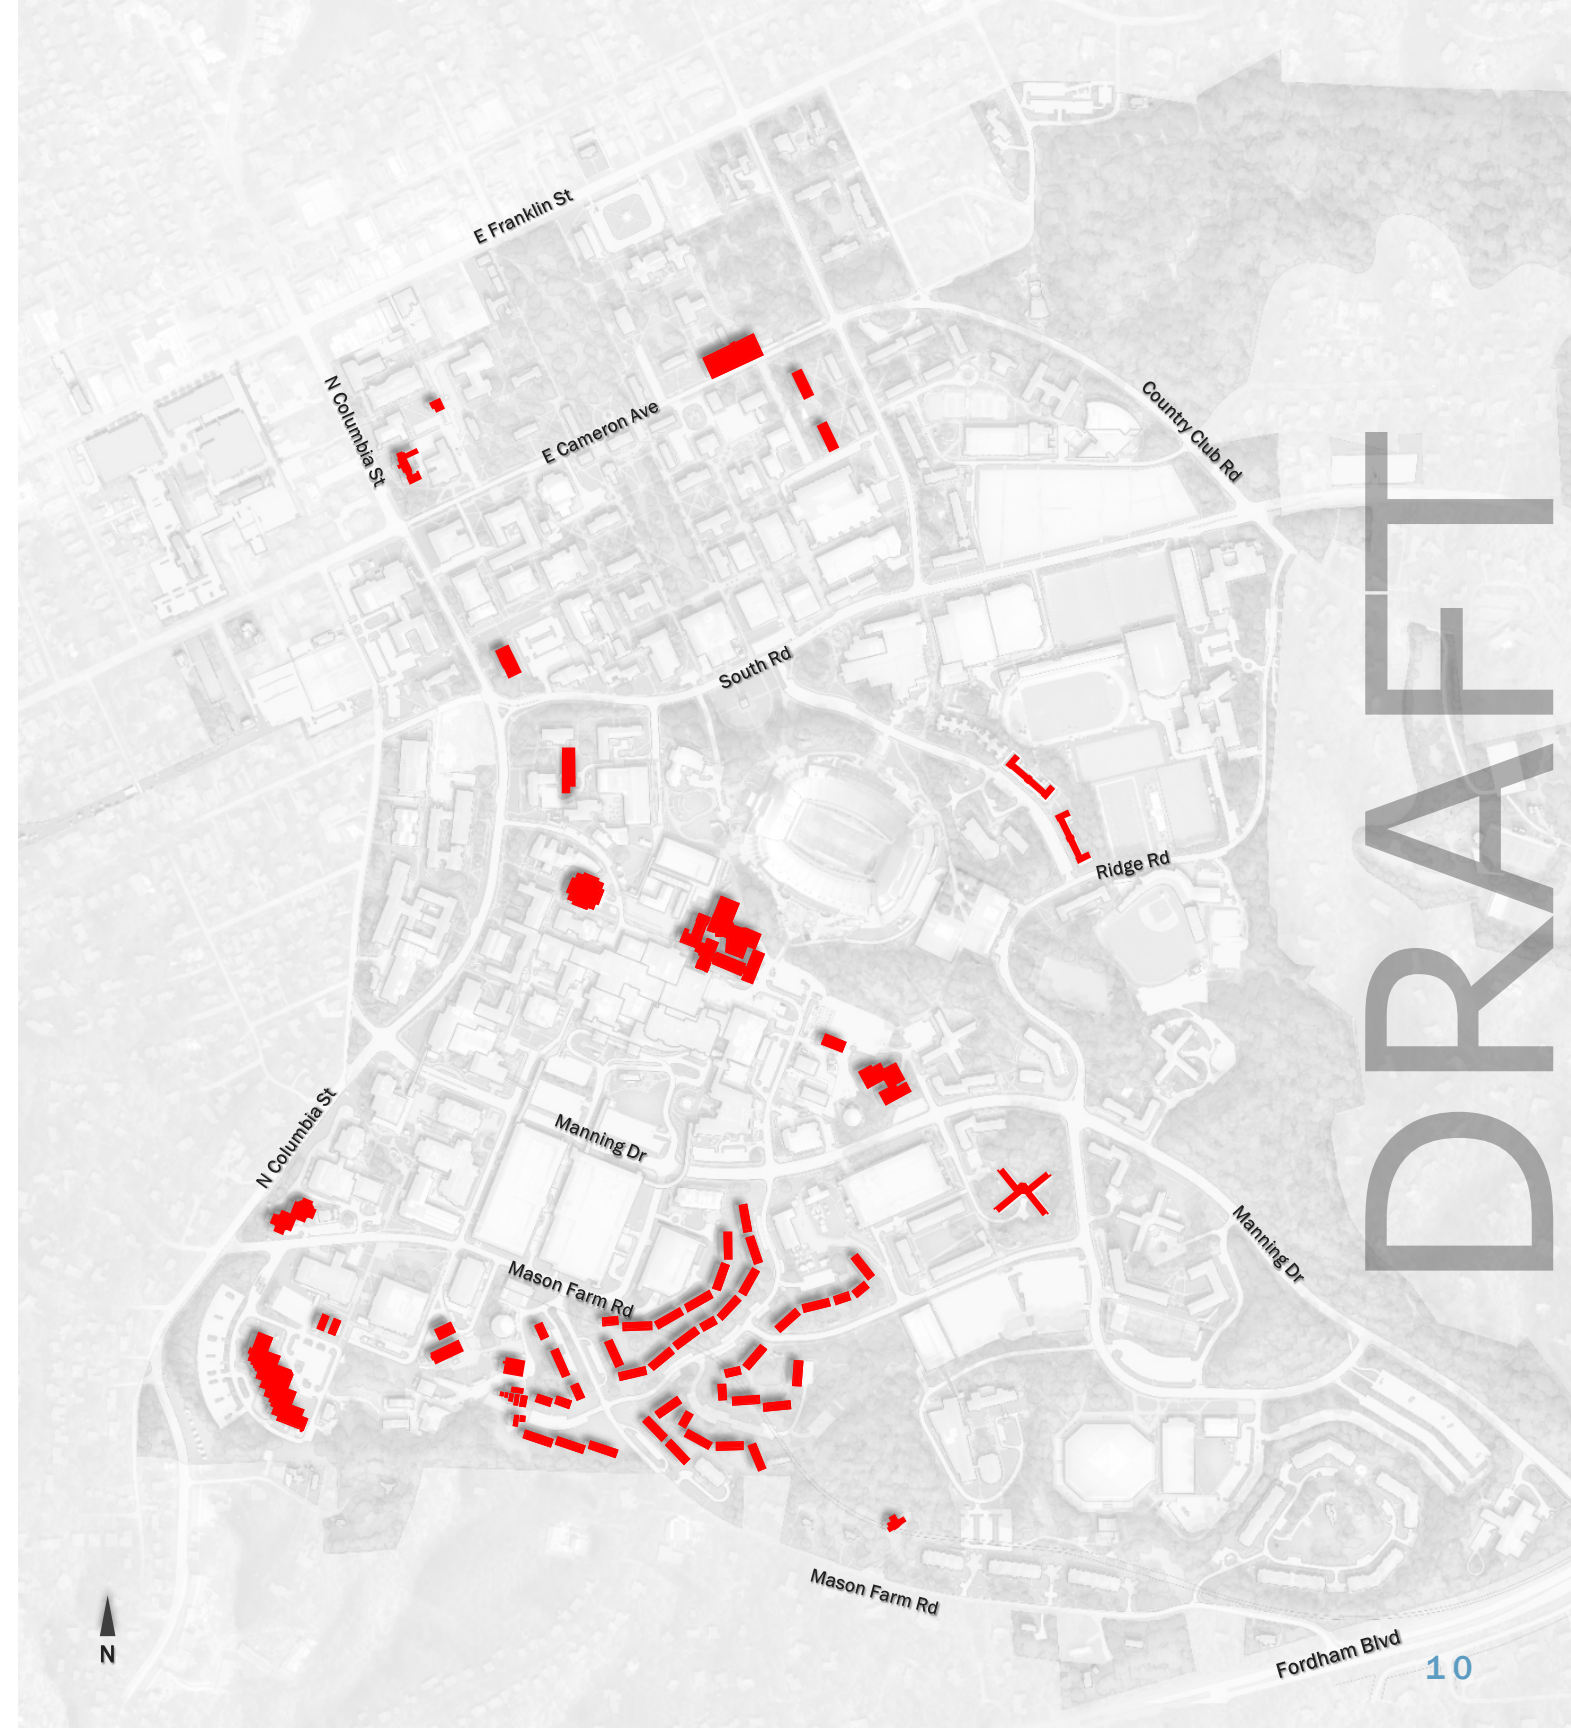 E Franklin St
N Columbia St
E Cameron Ave
Country Club Rd
South Rd
Ridge Rd
DRAFT
N Columbia St
Manning Dr
Manning Dr
Mason Farm Rd
Mason Farm Rd
N
Fordham Blvd
10